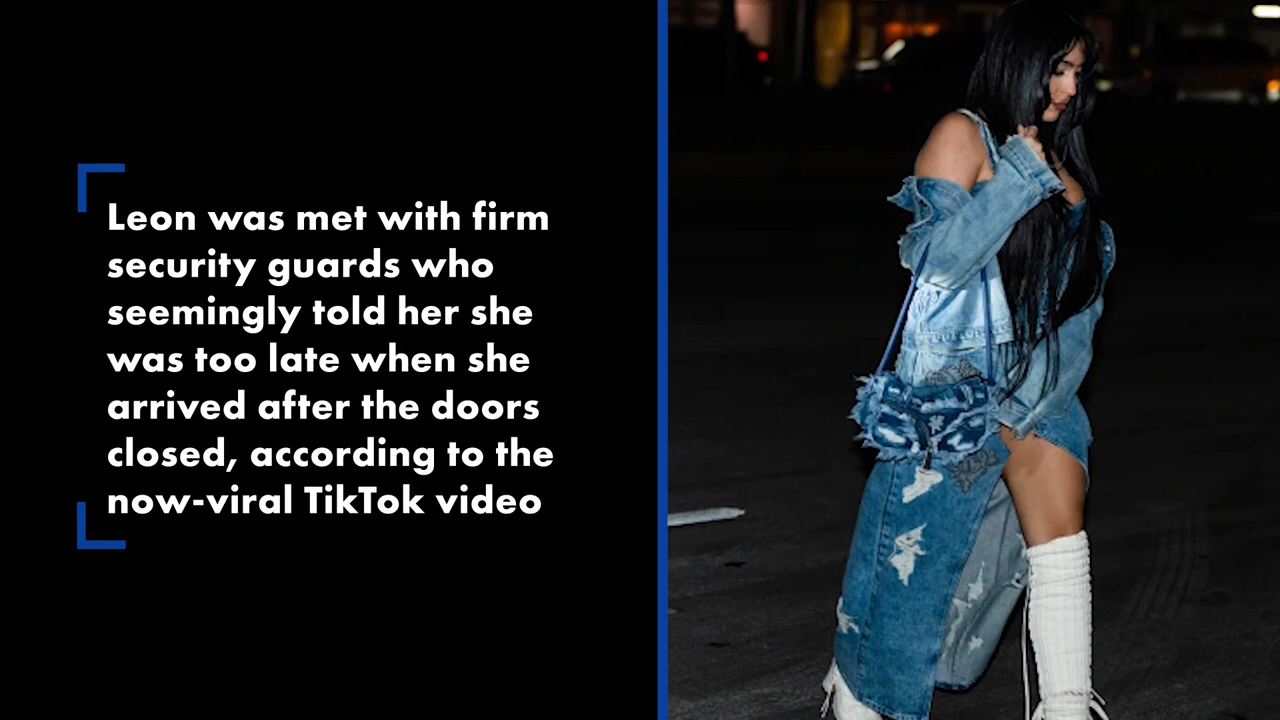 Leon was met with firm
security guards who
seemingly told her she
was too late when she
arrived after the doors
closed, according to the
now-viral TikTok video